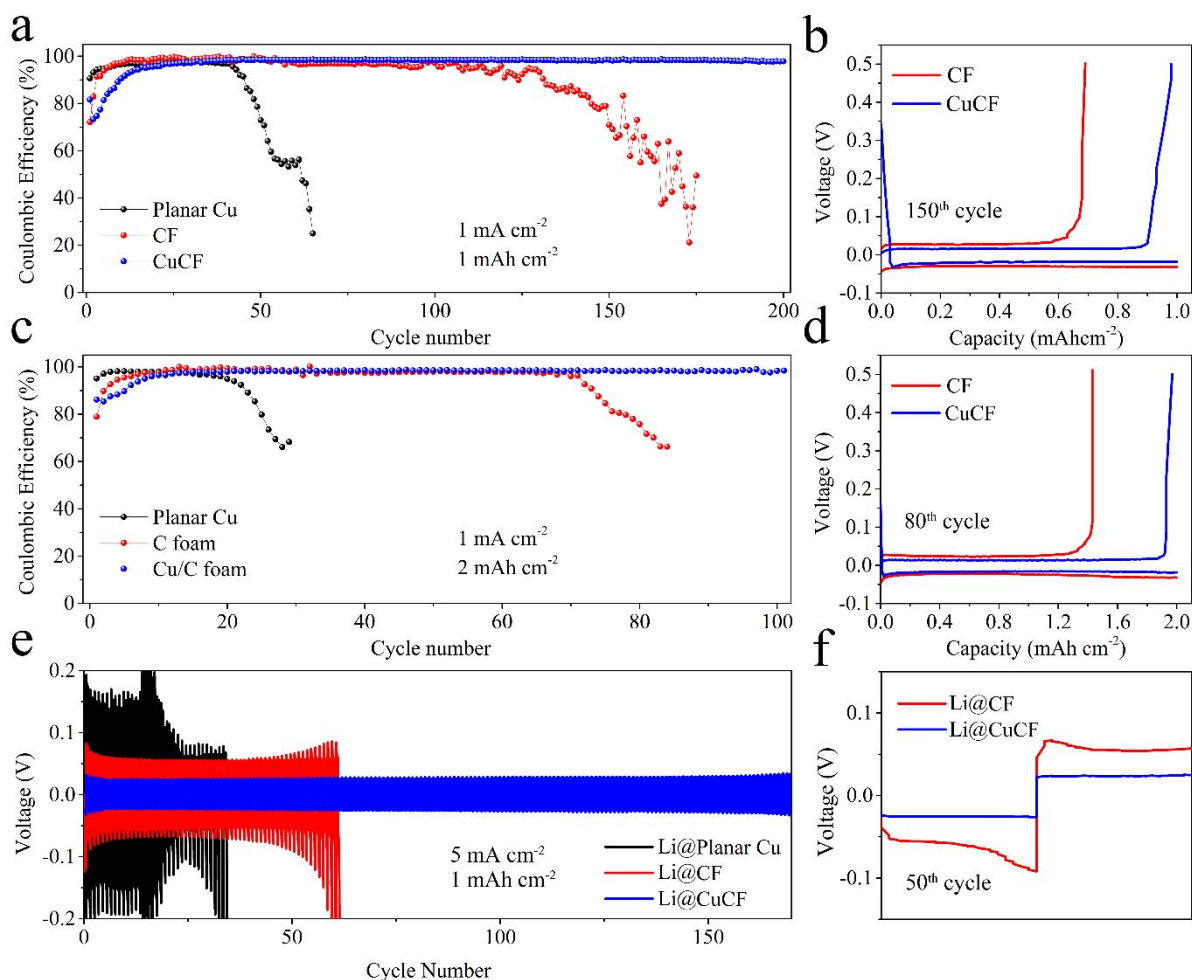 a
100
80
60
40
20
0
Coulombic Efficiency (%)
Planar Cu
CF
CuCF
1 mA cm-2
1 mAh cm-2
0
50
100
150
200
Cycle number
b
0.5
0.4
0.3
0.2
0.1
0.0
-0.1
Voltage (V)
CF
CuCF
150th cycle
0.0
0.2
0.4
0.6
0.8
1.0
Capacity (mAhcm-2)
c
100
80
60
40
20
0
Coulombic Efficiency (%)
Planar Cu
C foam
Cu/C foam
1 mA cm-2
2 mAh cm-2
0
20
40
60
80
100
Cycle number
d
0.5
0.4
0.3
0.2
0.1
0.0
-0.1
Voltage (V)
CF
CuCF
80th cycle
0.0
0.4
0.8
1.2
1.6
2.0
Capacity (mAh cm-2)
e
0.2
0.1
0.0
-0.1
-0.2
Voltage (V)
5 mA cm-2
1 mAh cm-2
Li@Planar Cu
Li@CF
Li@CuCF
0
50
100
150
Cycle Number
f
0.1
0.0
-0.1
Voltage (V)
Li@CF
Li@CuCF
50th cycle